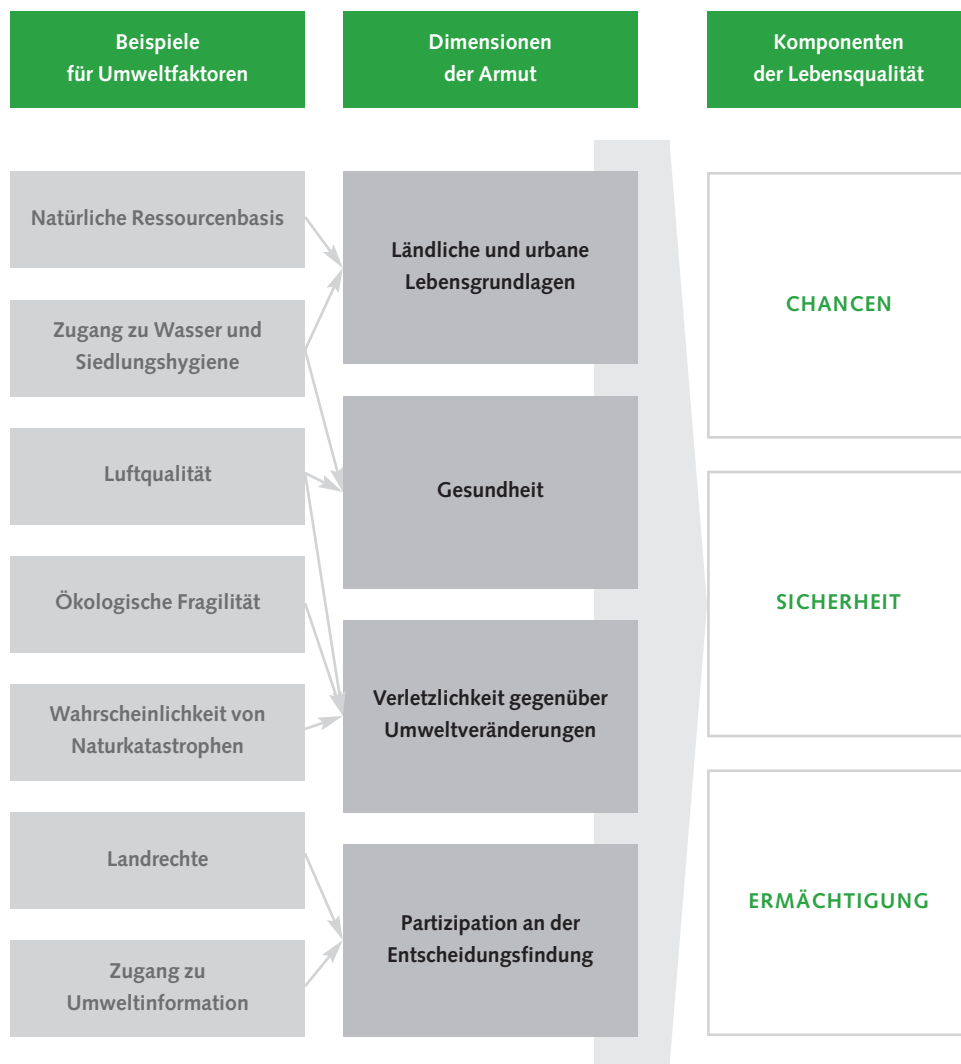 Beispiele
für Umweltfaktoren
Dimensionen
der Armut
Komponenten
der Lebensqualität
Natürliche Ressourcenbasis
Zugang zu Wasser und
Siedlungshygiene
Luftqualität
Ökologische Fragilität
Wahrscheinlichkeit von
Naturkatastrophen
Landrechte
Zugang zu
Umweltinformation
Ländliche und urbane
Lebensgrundlagen
Gesundheit
Verletzlichkeit gegenüber
Umweltveränderungen
Partizipation an der
Entscheidungsfindung
CHANCEN
SICHERHEIT
ERMÄCHTIGUNG